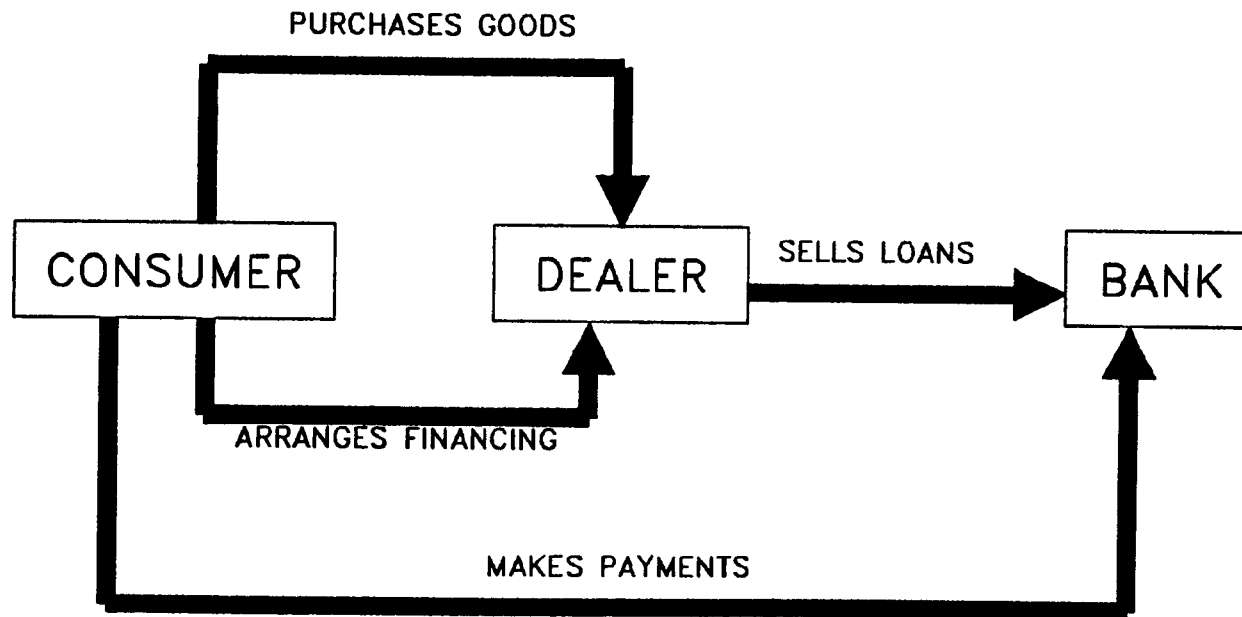 PURCHASES GOODS
CONSUMER
DEALER
SELLS LOANS
BANK
ARRANGES FINANCING
MAKES PAYMENTS